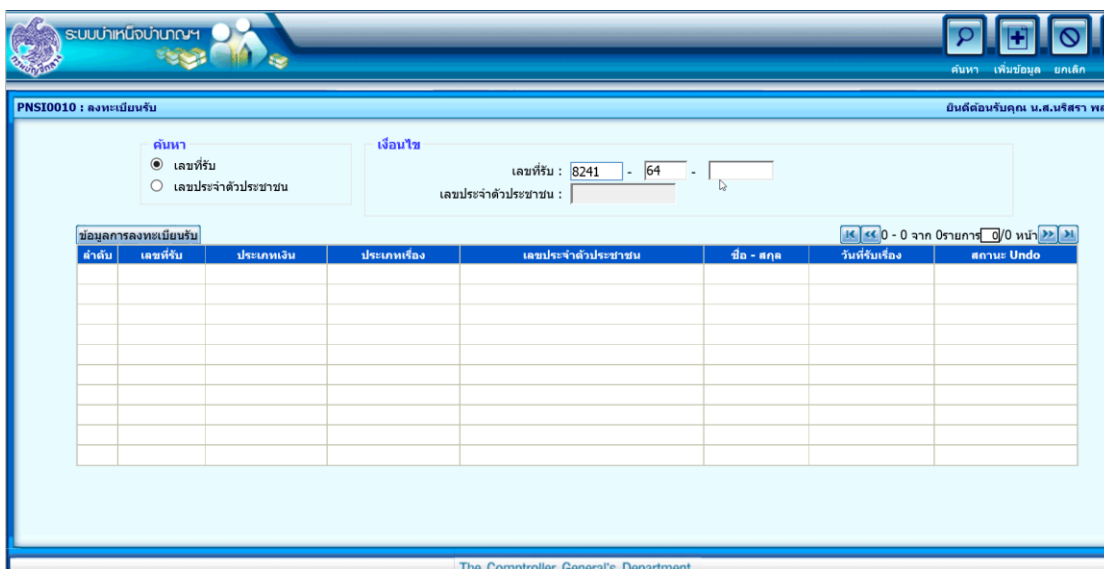 ระบบบำเหน็จบำนาญฯ
กรมบัญชีกลาง
ค้นหา เพิ่มข้อมูล ยกเลิก
PNSI0010 : ลงทะเบียนรับ
ยินดีต้อนรับคุณ น.ส.นริสรา
ค้นหา
เลขที่รับ
เลขประจำตัวประชาชน
เงื่อนไข
เลขที่รับ : 8241 - 64 -
เลขประจำตัวประชาชน :
ข้อมูลการลงทะเบียนรับ
0 - 0 จาก 0รายการ 0/0 หน้า
ลำดับ เลขที่รับ ประเภทเงิน ประเภทเรื่อง เลขประจำตัวประชาชน ชื่อ - สกุล วันที่รับเรื่อง สถานะ Undo
The Comptroller General's Department